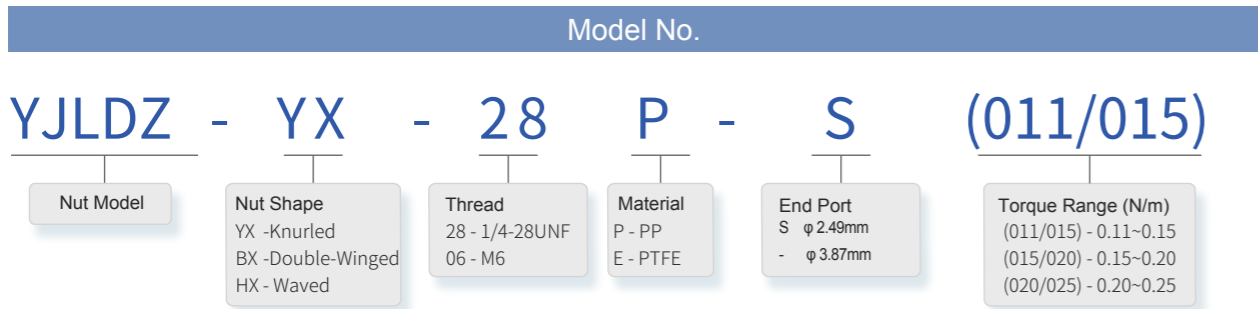 Model No.
YJLDZ - YX - 28 P - S (011/015)
Nut Model
Nut Shape
YX -Knurled
BX -Double-Winged
HX - Waved
Thread
28 - 1/4-28UNF
06 - M6
Material
P - PP
E - PTFE
End Port
S φ 2.49mm
- φ 3.87mm
Torque Range (N/m)
(011/015) - 0.11~0.15
(015/020) - 0.15~0.20
(020/025) - 0.20~0.25